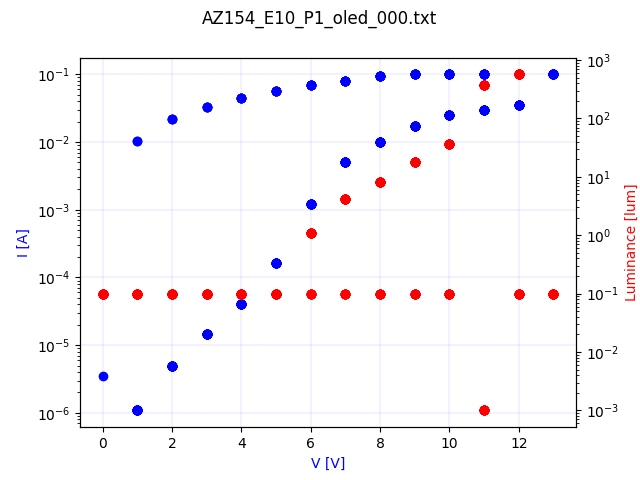 AZ154_E10_P1_oled_000.txt
I [A]
10⁻¹
10⁻²
10⁻³
10⁻⁴
10⁻⁵
10⁻⁶
10³
10²
10¹
10⁰
10⁻¹
10⁻²
10⁻³
Luminance [lum]
0 2 4 6 8 10 12
V [V]